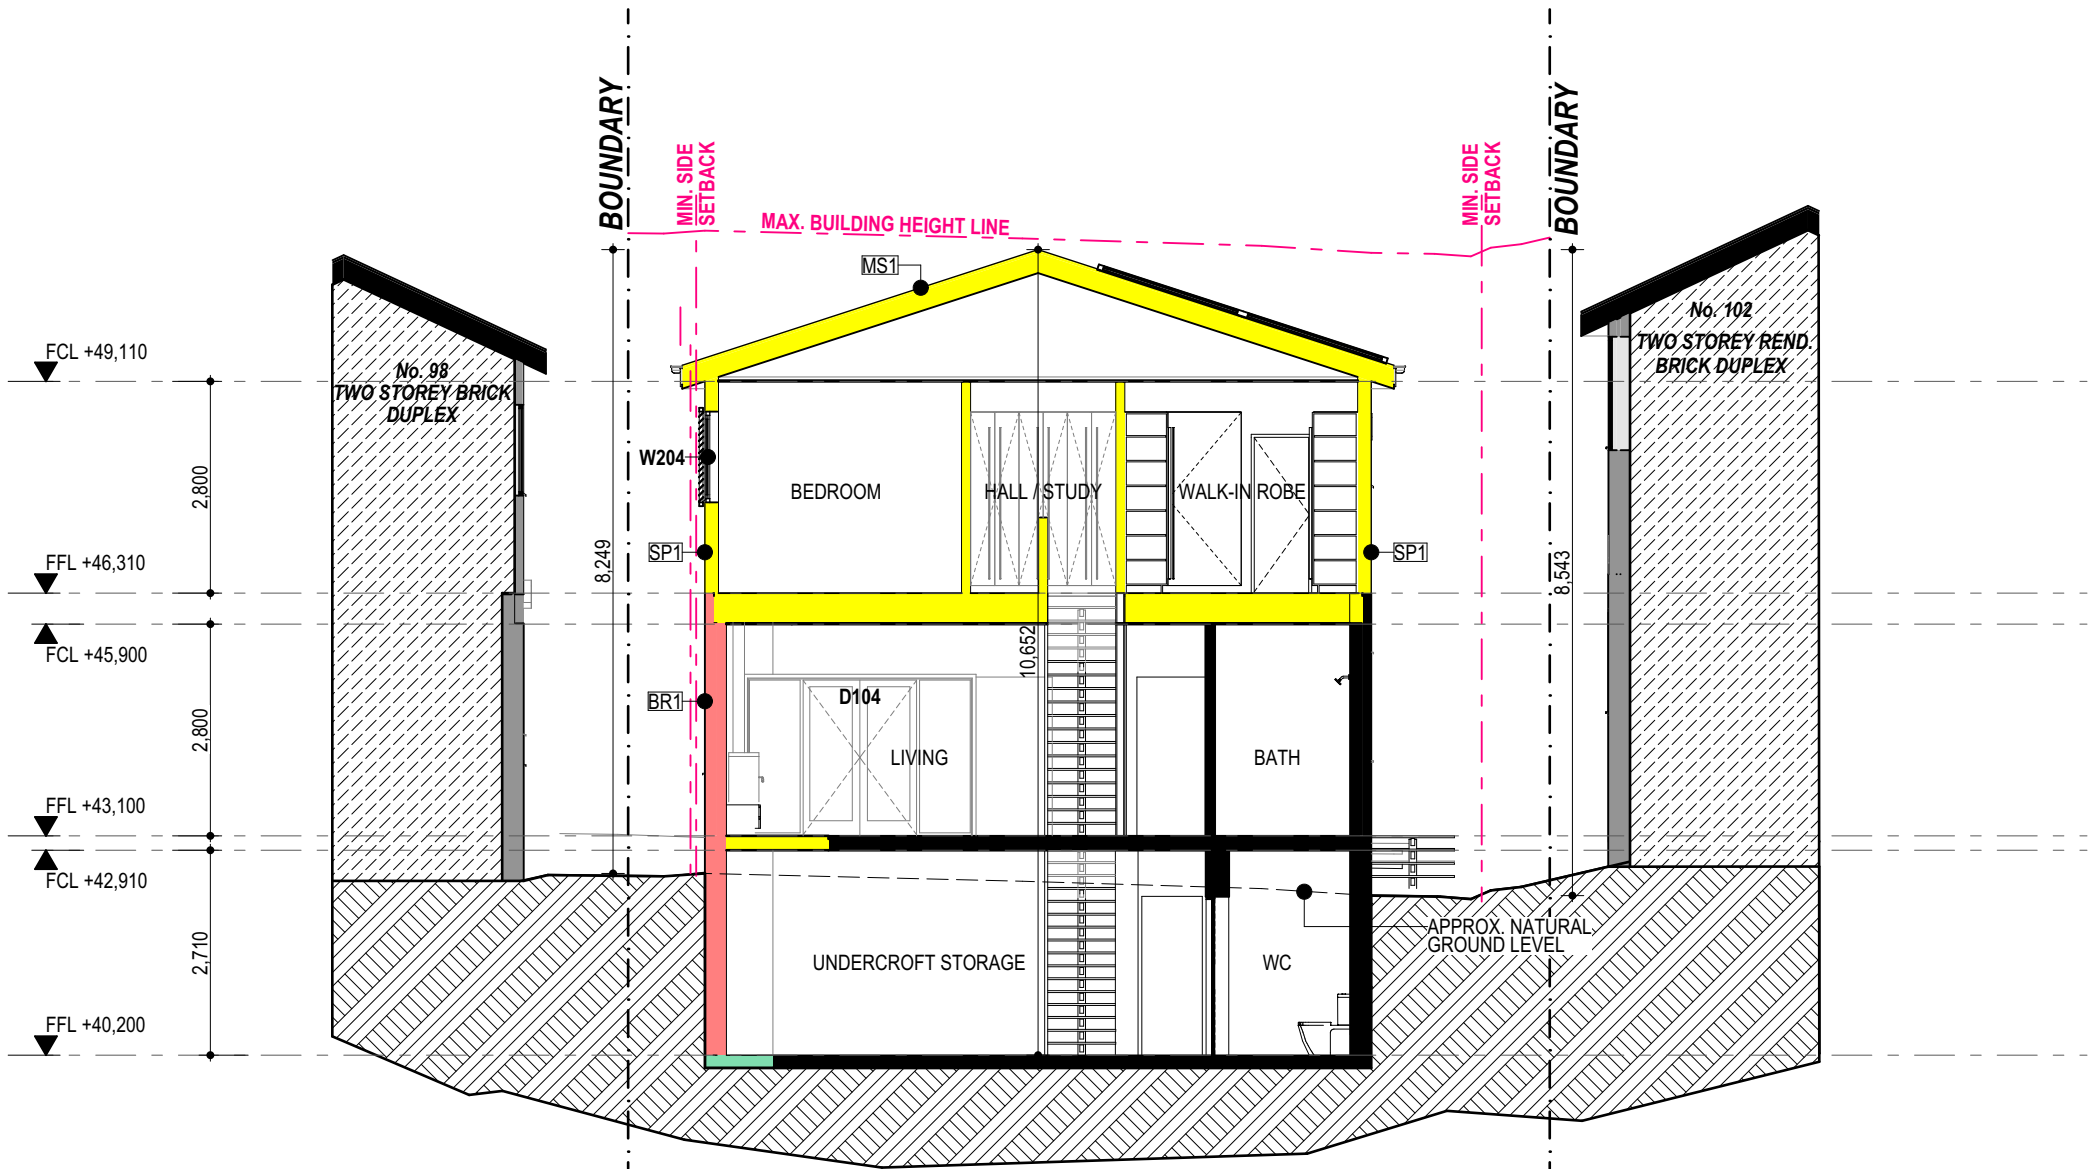 BOUNDARY
MIN. SIDE
SETBACK
MAX. BUILDING HEIGHT LINE
MIN. SIDE
SETBACK
BOUNDARY
MS1
No. 98
TWO STOREY BRICK
DUPLEX
No. 102
TWO STOREY REND.
BRICK DUPLEX
FCL +49,110
2,800
FFL +46,310
FCL +45,900
2,800
FFL +43,100
FCL +42,910
2,710
FFL +40,200
8,249
W204
BEDROOM
HALL / STUDY
WALK-IN ROBE
SP1
SP1
8,543
10,652
BR1
D104
LIVING
BATH
APPROX. NATURAL
GROUND LEVEL
UNDERCROFT STORAGE
WC